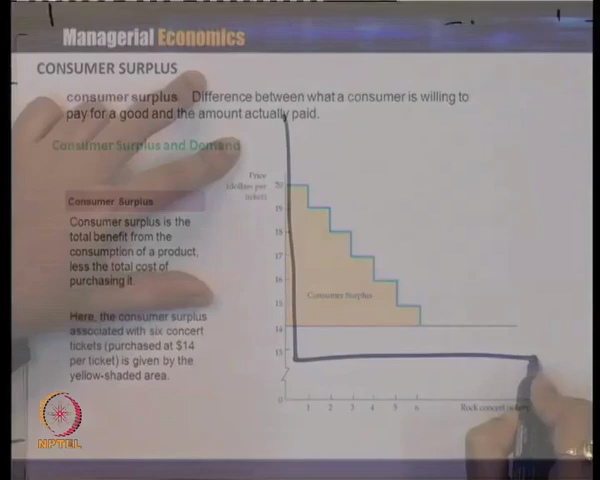 Managerial Economics
CONSUMER SURPLUS
consumer surplus Difference between what a consumer is willing to
pay for a good and the amount actually paid.
Consumer Surplus and Demand
Price
(dollars per
ticket)
Consumer Surplus
Consumer surplus is the
total benefit from the
consumption of a product,
less the total cost of
purchasing it.
Here, the consumer surplus
associated with six concert
tickets (purchased at $14
per ticket) is given by the
yellow-shaded area.
20
19
18
17
16
15
14
13
0
Consumer Surplus
1 2 3 4 5 6
Rock concert tickets
NPTEL